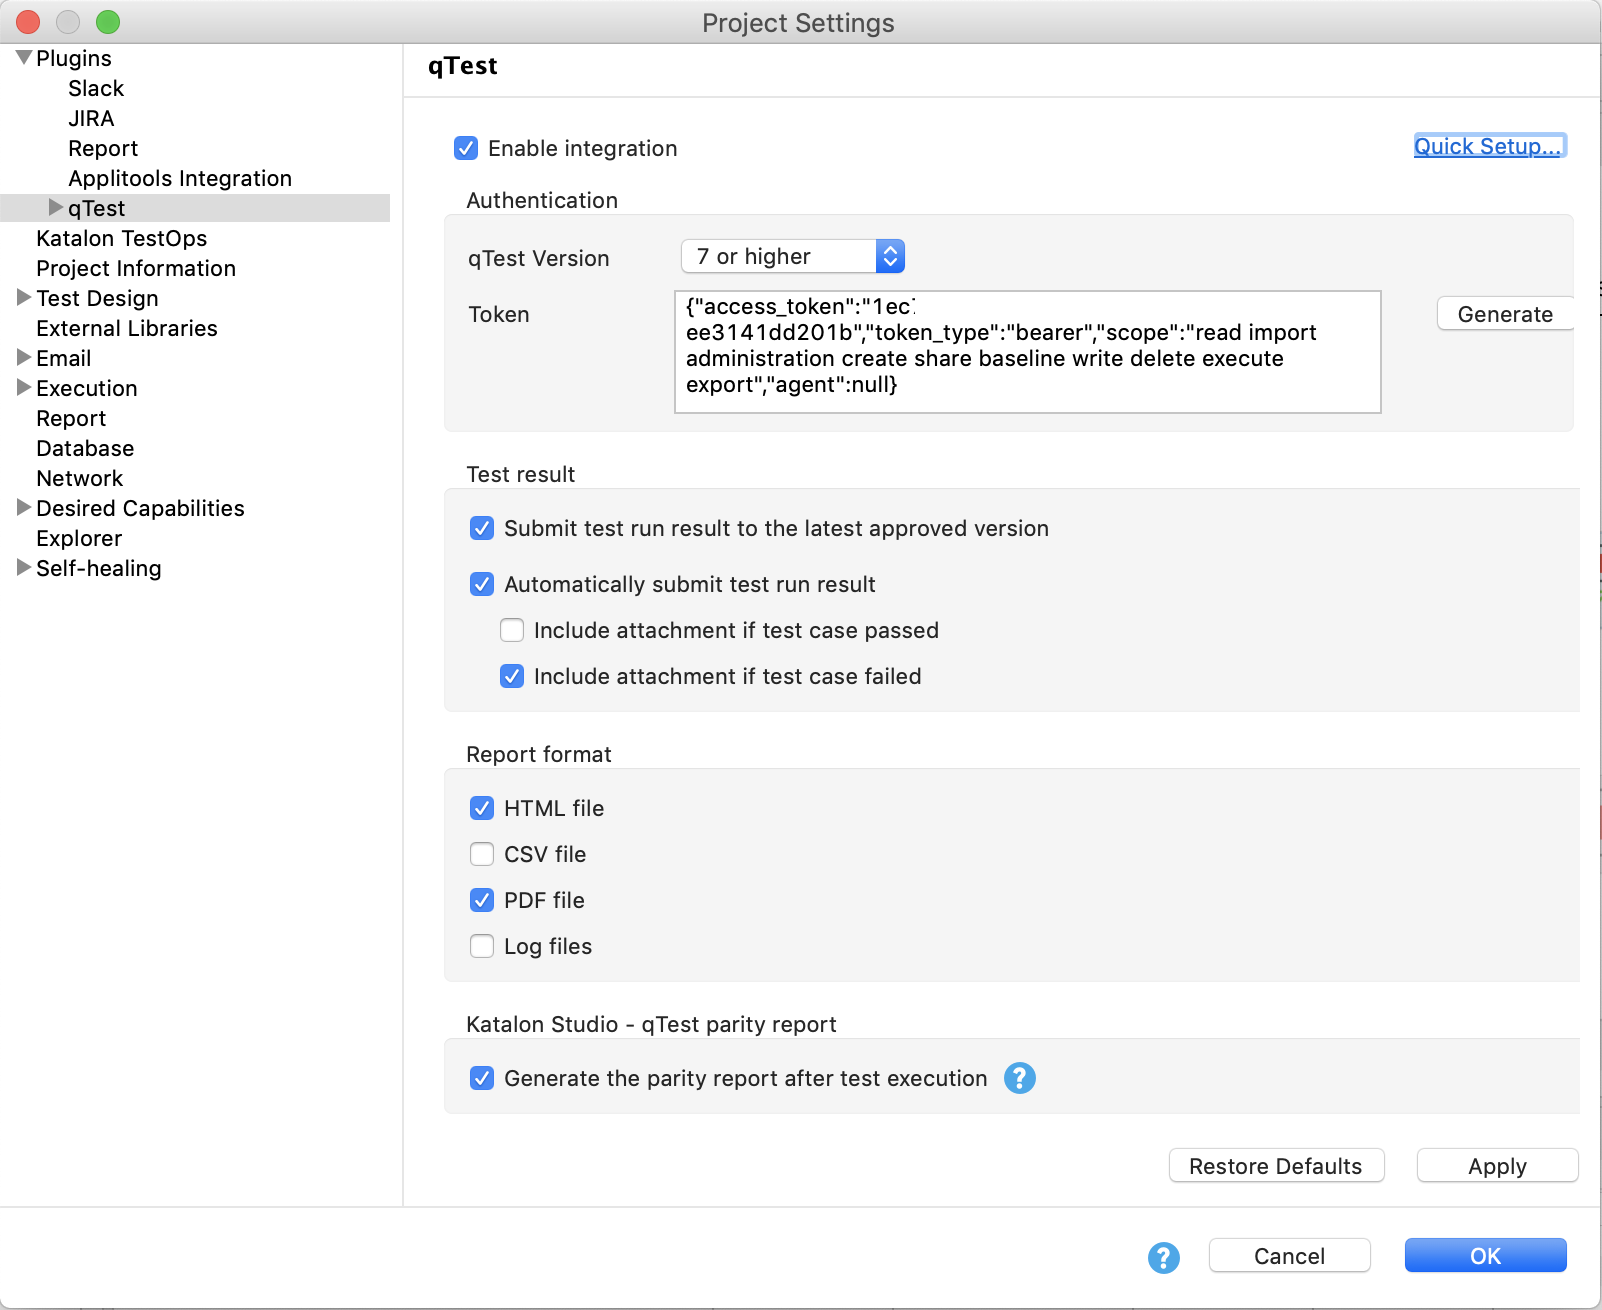 Project Settings
Plugins
Slack
JIRA
Report
Applitools Integration
qTest
Katalon TestOps
Project Information
Test Design
External Libraries
Email
Execution
Report
Database
Network
Desired Capabilities
Explorer
Self-healing
qTest
Enable integration
Quick Setup...
Authentication
qTest Version
7 or higher
Token
{"access_token":"1ec
ee3141dd201b","token_type":"bearer","scope":"read import
administration create share baseline write delete execute
export","agent":null}
Generate
Test result
Submit test run result to the latest approved version
Automatically submit test run result
Include attachment if test case passed
Include attachment if test case failed
Report format
HTML file
CSV file
PDF file
Log files
Katalon Studio - qTest parity report
Generate the parity report after test execution
?
Restore Defaults
Apply
?
Cancel
OK